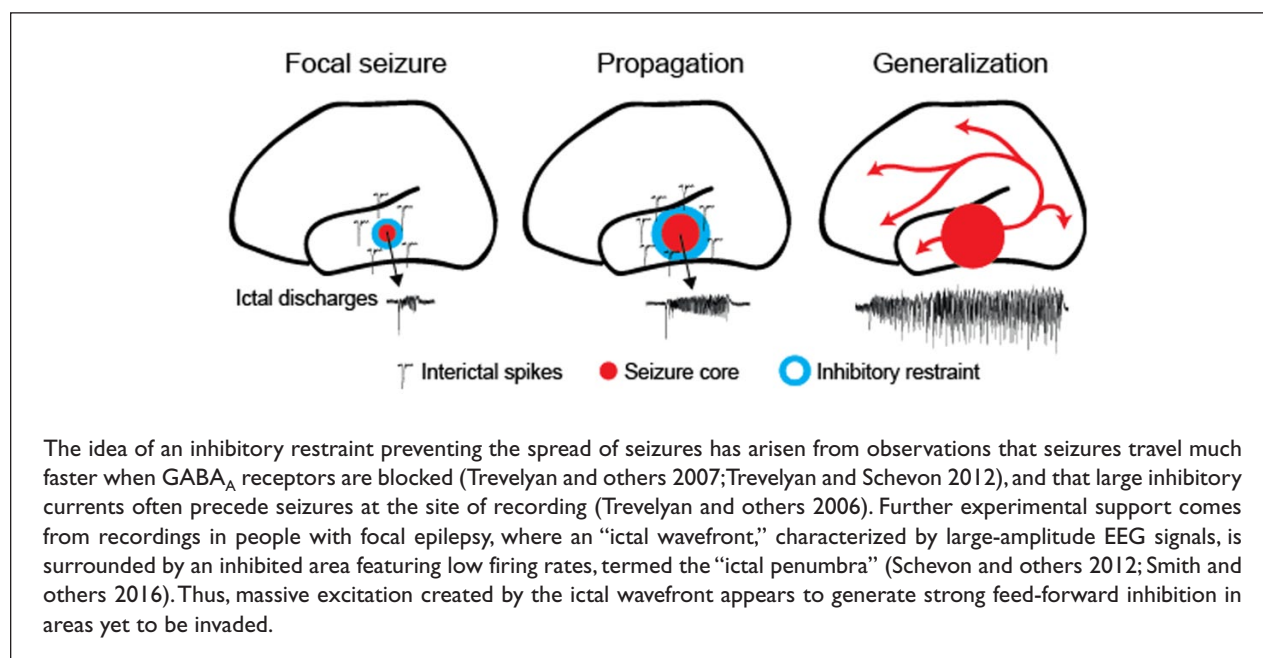 Focal seizure
Propagation
Generalization
Ictal discharges
Interictal spikes
Seizure core
Inhibitory restraint
The idea of an inhibitory restraint preventing the spread of seizures has arisen from observations that seizures travel much
faster when GABA_A receptors are blocked (Trevelyan and others 2007;Trevelyan and Schevon 2012), and that large inhibitory
currents often precede seizures at the site of recording (Trevelyan and others 2006). Further experimental support comes
from recordings in people with focal epilepsy, where an “ictal wavefront,” characterized by large-amplitude EEG signals, is
surrounded by an inhibited area featuring low firing rates, termed the “ictal penumbra” (Schevon and others 2012; Smith and
others 2016). Thus, massive excitation created by the ictal wavefront appears to generate strong feed-forward inhibition in
areas yet to be invaded.